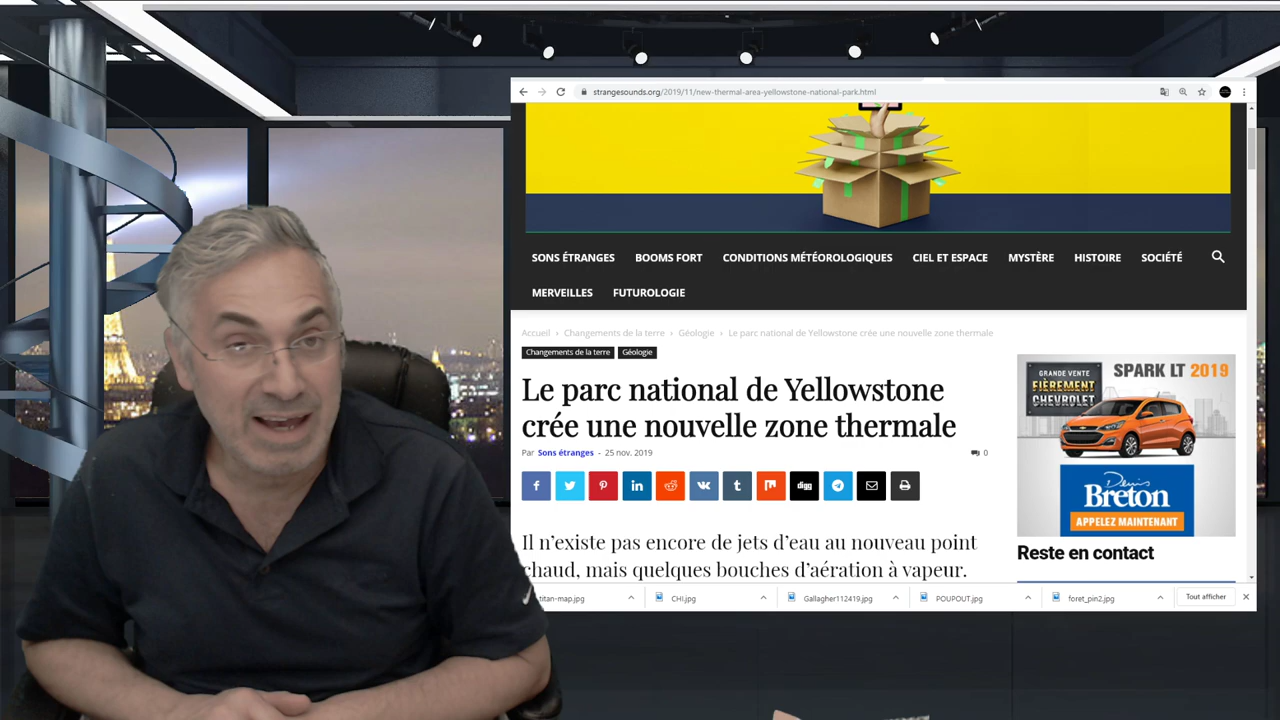 strangesounds.org/2019/11/new-thermal-area-yellowstone-national-park.html
SONS ÉTRANGES BOOMS FORT CONDITIONS MÉTÉOROLOGIQUES CIEL ET ESPACE MYSTÈRE HISTOIRE SOCIÉTÉ
MERVEILLES FUTUROLOGIE
Accueil › Changements de la terre › Géologie › Le parc national de Yellowstone crée une nouvelle zone thermale
Changements de la terre Géologie
Le parc national de Yellowstone
crée une nouvelle zone thermale
Par Sons étranges - 25 nov. 2019 0
digg
Il n'existe pas encore de jets d'eau au nouveau point
chaud, mais quelques bouches d'aération à vapeur.
GRANDE VENTE
FIÈREMENT
CHEVROLET
SPARK LT 2019
Denis
Breton
APPELEZ MAINTENANT
Reste en contact
titan-map.jpg CHI.jpg Gallagher112419.jpg POUPOUT.jpg foret_pin2.jpg Tout afficher